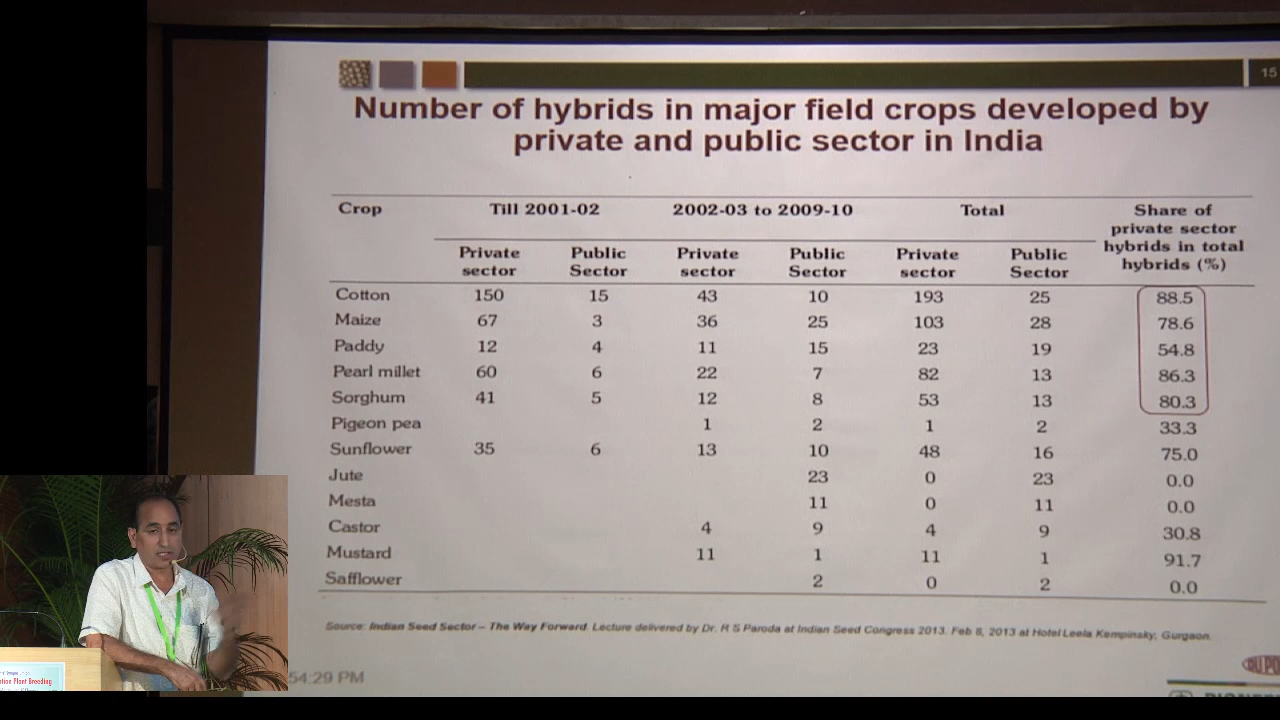 15
Number of hybrids in major field crops developed by
private and public sector in India
Crop Till 2001-02 2002-03 to 2009-10 Total Share of private sector hybrids in total hybrids (%)
Private sector Public Sector Private sector Public Sector Private sector Public Sector
Cotton 150 15 43 10 193 25 88.5
Maize 67 3 36 25 103 28 78.6
Paddy 12 4 11 15 23 19 54.8
Pearl millet 60 6 22 7 82 13 86.3
Sorghum 41 5 12 8 53 13 80.3
Pigeon pea 1 2 1 2 33.3
Sunflower 35 6 13 10 48 16 75.0
Jute 23 0 23 0.0
Mesta 11 0 11 0.0
Castor 4 9 4 9 30.8
Mustard 11 1 11 1 91.7
Safflower 2 0 2 0.0
Source: Indian Seed Sector – The Way Forward. Lecture delivered by Dr. R S Paroda at Indian Seed Congress 2013. Feb 8, 2013 at Hotel Leela Kempinsky, Gurgaon.
54:29 PM
Plant Breeding